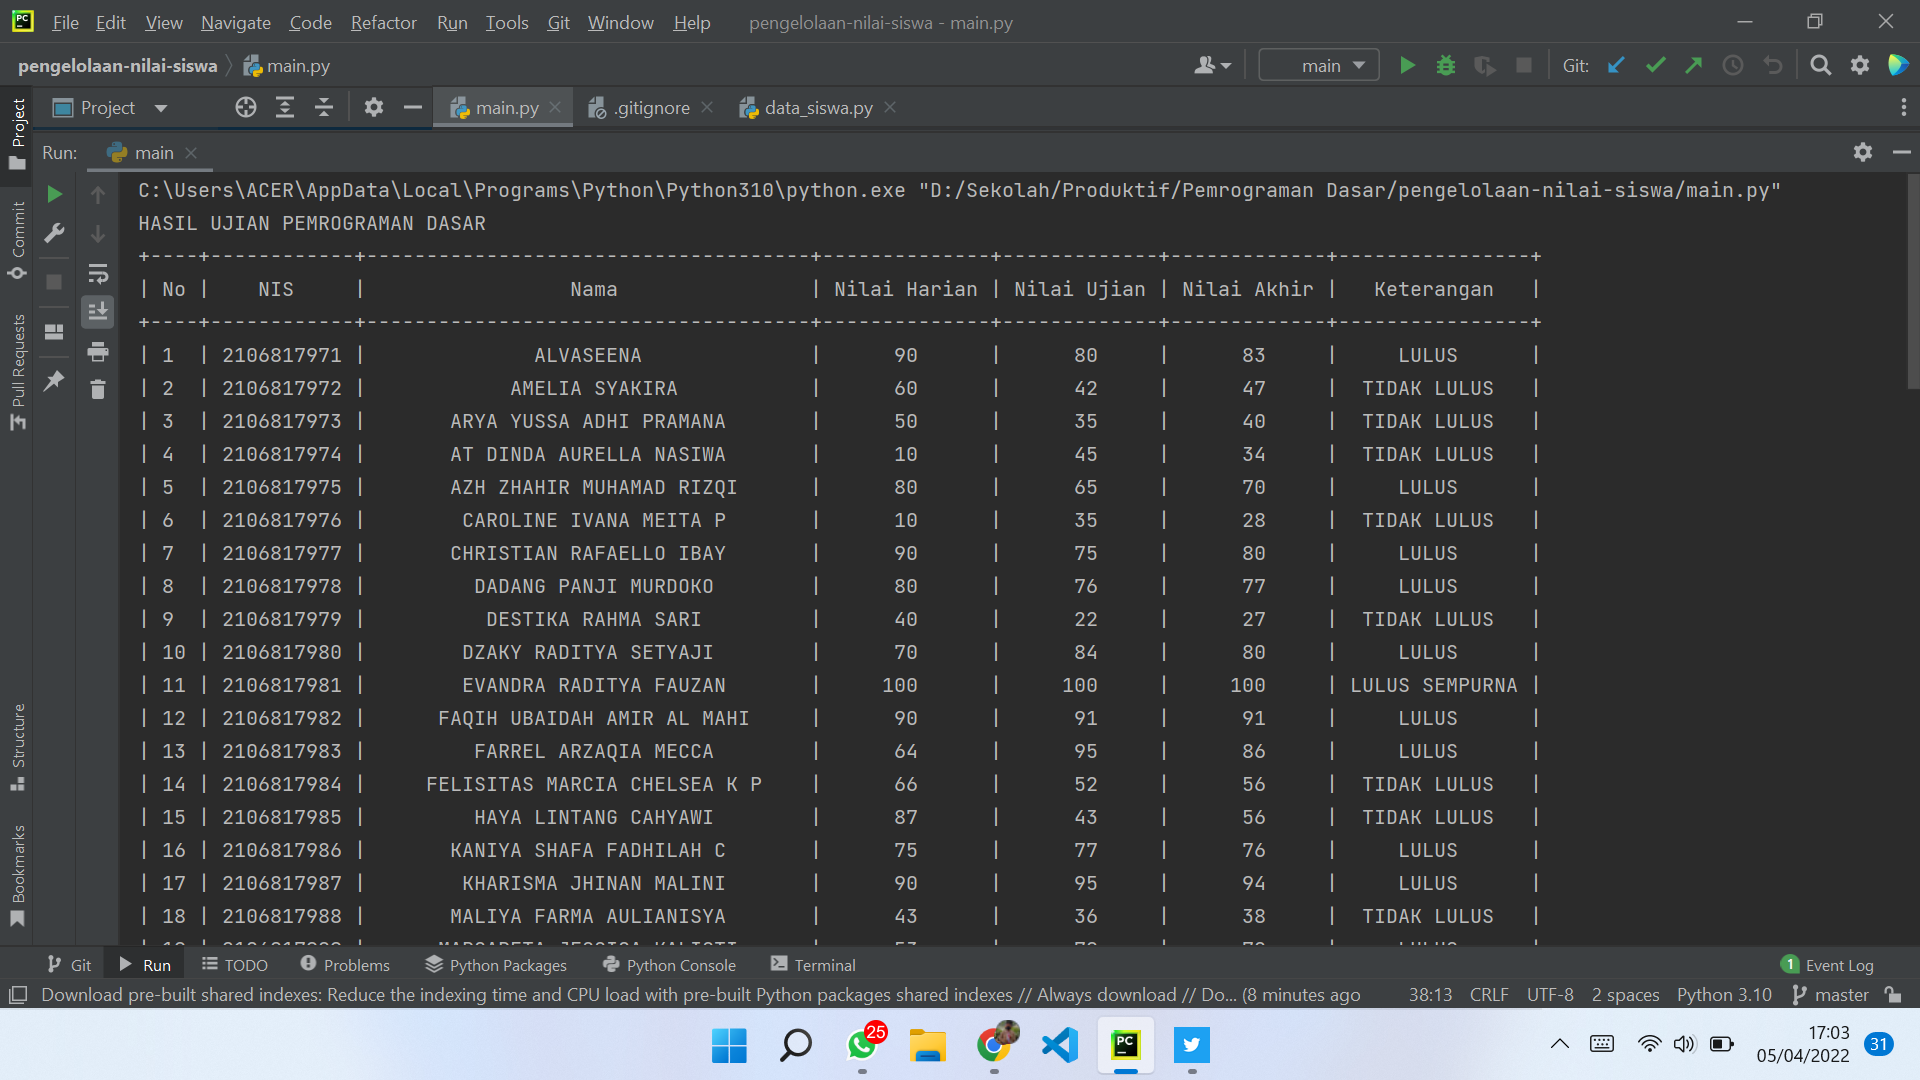 File Edit View Navigate Code Refactor Run Tools Git Window Help pengelolaan-nilai-siswa - main.py
pengelolaan-nilai-siswa main.py main Git:
Project main.py .gitignore data_siswa.py
Run: main
Project
Commit
Pull Requests
Structure
Bookmarks
C:\Users\ACER\AppData\Local\Programs\Python\Python310\python.exe "D:/Sekolah/Produktif/Pemrograman Dasar/pengelolaan-nilai-siswa/main.py"
HASIL UJIAN PEMROGRAMAN DASAR
+----+------------+-------------------------------------+--------------+-------------+-------------+----------------+
| No | NIS | Nama | Nilai Harian | Nilai Ujian | Nilai Akhir | Keterangan |
+----+------------+-------------------------------------+--------------+-------------+-------------+----------------+
| 1 | 2106817971 | ALVASEENA | 90 | 80 | 83 | LULUS |
| 2 | 2106817972 | AMELIA SYAKIRA | 60 | 42 | 47 | TIDAK LULUS |
| 3 | 2106817973 | ARYA YUSSA ADHI PRAMANA | 50 | 35 | 40 | TIDAK LULUS |
| 4 | 2106817974 | AT DINDA AURELLA NASIWA | 10 | 45 | 34 | TIDAK LULUS |
| 5 | 2106817975 | AZH ZHAHIR MUHAMAD RIZQI | 80 | 65 | 70 | LULUS |
| 6 | 2106817976 | CAROLINE IVANA MEITA P | 10 | 35 | 28 | TIDAK LULUS |
| 7 | 2106817977 | CHRISTIAN RAFAELLO IBAY | 90 | 75 | 80 | LULUS |
| 8 | 2106817978 | DADANG PANJI MURDOKO | 80 | 76 | 77 | LULUS |
| 9 | 2106817979 | DESTIKA RAHMA SARI | 40 | 22 | 27 | TIDAK LULUS |
| 10 | 2106817980 | DZAKY RADITYA SETYAJI | 70 | 84 | 80 | LULUS |
| 11 | 2106817981 | EVANDRA RADITYA FAUZAN | 100 | 100 | 100 | LULUS SEMPURNA |
| 12 | 2106817982 | FAQIH UBAIDAH AMIR AL MAHI | 90 | 91 | 91 | LULUS |
| 13 | 2106817983 | FARREL ARZAQIA MECCA | 64 | 95 | 86 | LULUS |
| 14 | 2106817984 | FELISITAS MARCIA CHELSEA K P | 66 | 52 | 56 | TIDAK LULUS |
| 15 | 2106817985 | HAYA LINTANG CAHYAWI | 87 | 43 | 56 | TIDAK LULUS |
| 16 | 2106817986 | KANIYA SHAFA FADHILAH C | 75 | 77 | 76 | LULUS |
| 17 | 2106817987 | KHARISMA JHINAN MALINI | 90 | 95 | 94 | LULUS |
| 18 | 2106817988 | MALIYA FARMA AULIANISYA | 43 | 36 | 38 | TIDAK LULUS |
Git Run TODO Problems Python Packages Python Console Terminal 1 Event Log
Download pre-built shared indexes: Reduce the indexing time and CPU load with pre-built Python packages shared indexes // Always download // Do... (8 minutes ago 38:13 CRLF UTF-8 2 spaces Python 3.10 master
25
PC
17:03
05/04/2022
31